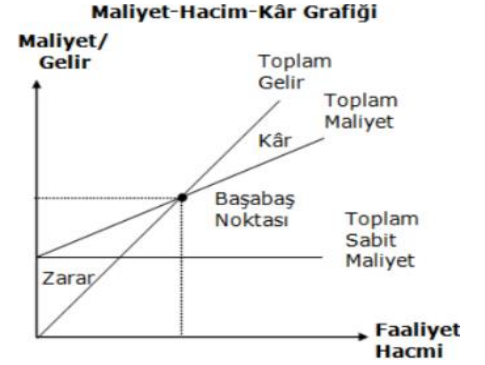 Maliyet-Hacim-Kâr Grafiği
Maliyet/
Gelir
Toplam
Gelir
Toplam
Maliyet
Kâr
Başabaş
Noktası
Toplam
Sabit
Maliyet
Zarar
Faaliyet
Hacmi